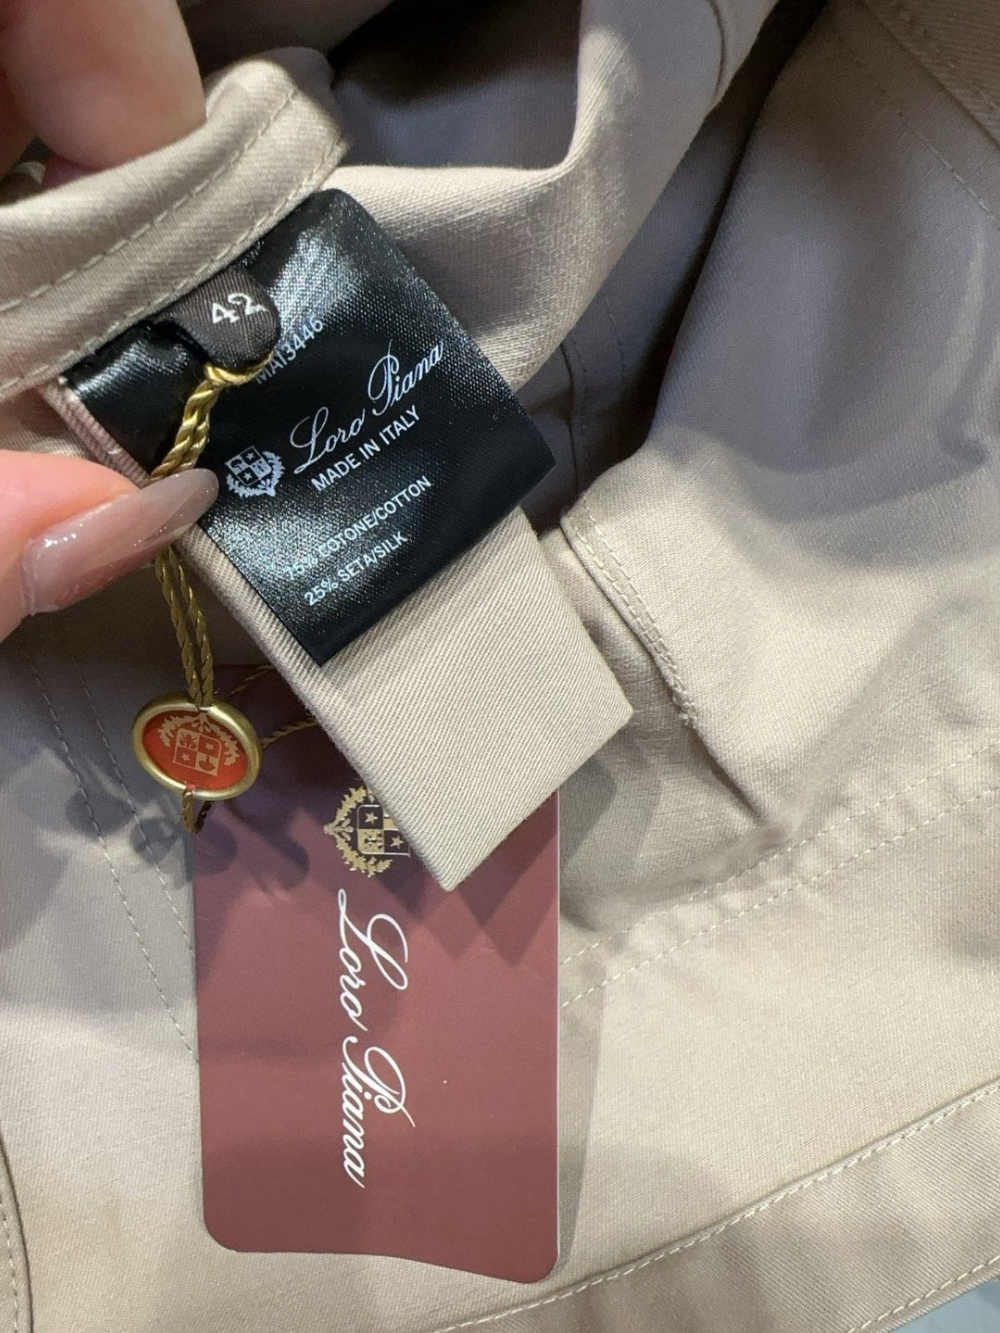 42
MAI3446
Loro Piana
MADE IN ITALY
75% COTONE/COTTON
25% SETA/SILK
Loro Piana